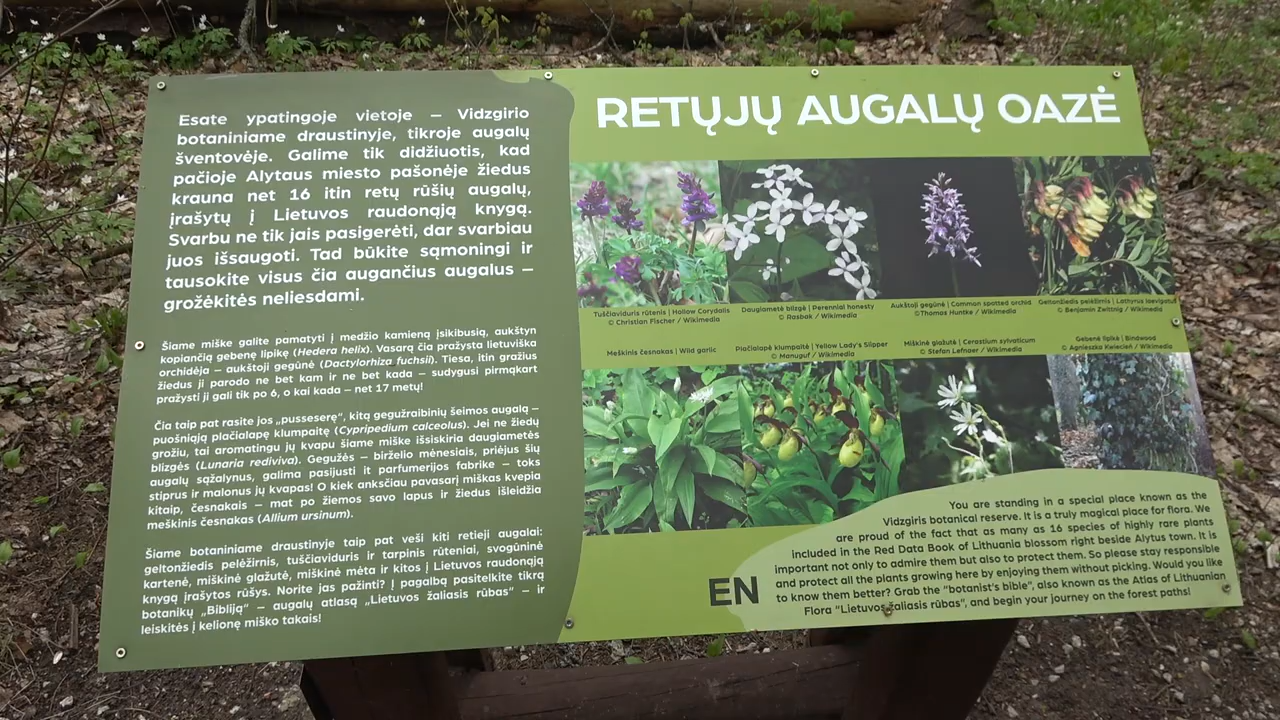 Esate ypatingoje vietoje – Vidzgirio
botaniniame draustinyje, tikroje augalų
šventovėje. Galime tik didžiuotis, kad
pačioje Alytaus miesto pašonėje žiedus
krauna net 16 itin retų rūšių augalų,
įrašytų į Lietuvos raudonąją knygą.
Svarbu ne tik jais pasigerėti, dar svarbiau
juos išsaugoti. Tad būkite sąmoningi ir
tausokite visus čia augančius augalus –
grožėkitės neliesdami.
Šiame miške galite pamatyti į medžio kamieną įsikibusią, aukštyn
kopiančią gebenę lipikę (Hedera helix). Vasarą čia pražysta lietuviška
orchidėja – aukštoji gegūnė (Dactylorhiza fuchsii). Tiesa, itin gražius
žiedus ji parodo ne bet kam ir ne bet kada – sudygusi pirmąkart
pražysti ji gali tik po 6, o kai kada – net 17 metų!
Čia taip pat rasite jos „pusseserę“, kitą gegužraibinių šeimos augalą –
puošniąją plačialapę klumpaitę (Cypripedium calceolus). Jei ne žiedų
grožiu, tai aromatingu jų kvapu šiame miške išsiskiria daugiametės
blizgės (Lunaria rediviva). Gegužės – birželio mėnesiais, priėjus šių
augalų sąžalynus, galima pasijusti it parfumerijos fabrike – toks
stiprus ir malonus jų kvapas! O kiek anksčiau pavasarį miškas kvepia
kitaip, česnakais – mat po žiemos savo lapus ir žiedus išleidžia
meškinis česnakas (Allium ursinum).
Šiame botaniniame draustinyje taip pat veši kiti retieji augalai:
geltonžiedis pelėžirnis, tuščiaviduris ir tarpinis rūteniai, svogūninė
kartenė, miškinė glažutė, miškinė mėta ir kitos į Lietuvos raudonąją
knygą įrašytos rūšys. Norite jas pažinti? Į pagalbą pasitelkite tikrą
botanikų „Bibliją“ – augalų atlasą „Lietuvos žaliasis rūbas“ – ir
leiskitės į kelionę miško takais!
RETŲJŲ AUGALŲ OAZĖ
Tuščiaviduris rūtenis | Hollow Corydalis
© Christian Fischer / Wikimedia
Daugiametė blizgė | Perennial honesty
© Rasbak / Wikimedia
Aukštoji gegūnė | Common spotted orchid
©Thomas Huntke / Wikimedia
Geltonžiedis pelėžirnis | Lathyrus laevigatus
© Benjamin Zwittnig / Wikimedia
Meškinis česnakas | Wild garlic
Plačialapė klumpaitė | Yellow Lady's Slipper
© Manuguf / Wikimedia
Miškinė glažutė | Cerastium sylvaticum
© Stefan Lefnaer / Wikimedia
Gebenė lipikė | Bindwood
© Agnieszka Kwiecień / Wikimedia
EN
You are standing in a special place known as the
Vidzgiris botanical reserve. It is a truly magical place for flora. We
are proud of the fact that as many as 16 species of highly rare plants
included in the Red Data Book of Lithuania blossom right beside Alytus town. It is
important not only to admire them but also to protect them. So please stay responsible
and protect all the plants growing here by enjoying them without picking. Would you like
to know them better? Grab the "botanist's bible", also known as the Atlas of Lithuanian
Flora "Lietuvos žaliasis rūbas", and begin your journey on the forest paths!